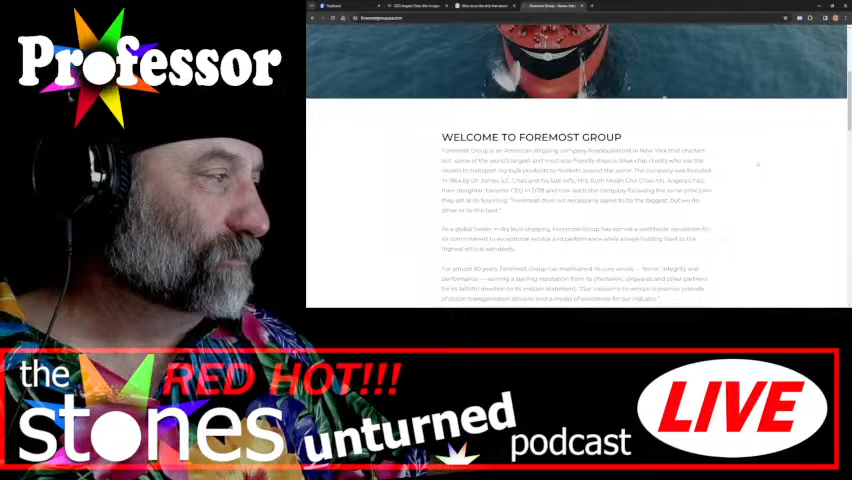 Professor
Facebook
foremostgroupusa.com
WELCOME TO FOREMOST GROUP
Foremost Group is an American shipping company headquartered in New York that charters
out some of the world's largest and most eco-friendly ships to blue-chip clients who use the
vessels to transport dry bulk products to markets around the world. The company was founded
in 1964 by Dr. James S.C. Chao and his late wife, Mrs. Ruth Mulan Chu Chao. Ms. Angela Chao,
their daughter, became CEO in 2018 and now leads the company following the same principles
they set at its founding: "Foremost does not necessarily aspire to be the biggest, but we do
strive to be the best."
As a global leader in dry bulk shipping, Foremost Group has earned a worldwide reputation for
its commitment to exceptional service and performance while always holding itself to the
highest ethical standards.
For almost 60 years, Foremost Group has maintained its core values — honor, integrity and
performance — earning a sterling reputation from its charterers, shipyards and other partners
for its faithful devotion to its mission statement: "Our mission is to remain a premier provider
of ocean transportation services and a model of excellence for our industry."
the RED HOT!!!
stones unturned podcast
LIVE